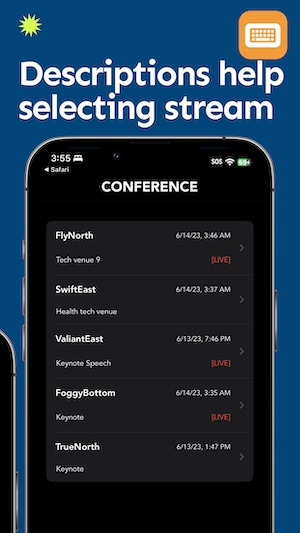 Descriptions help
selecting stream
3:55
SOS 69
◀ Safari
CONFERENCE
FlyNorth 6/14/23, 3:46 AM
Tech venue 9 [LIVE]
SwiftEast 6/14/23, 3:37 AM
Health tech venue
ValiantEast 6/13/23, 7:46 PM
Keynote Speech [LIVE]
FoggyBottom 6/14/23, 3:35 AM
Keynote [LIVE]
TrueNorth 6/13/23, 1:47 PM
Keynote